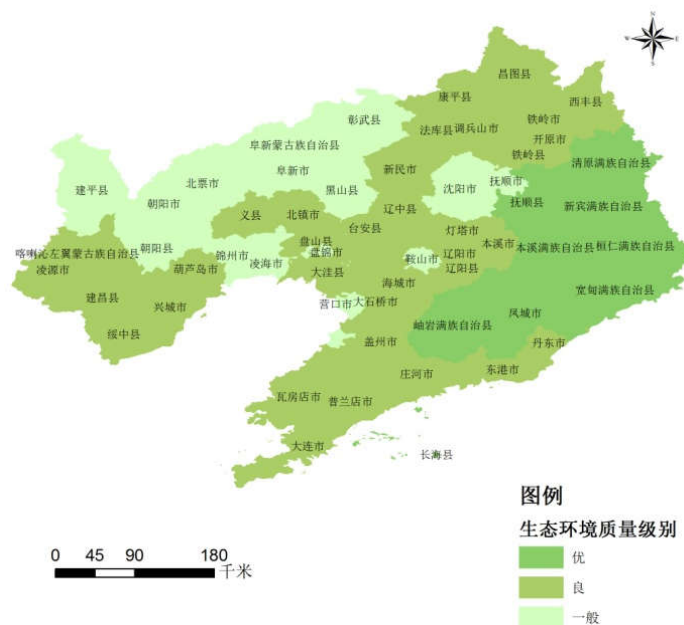 N
W
E
S
昌图县
康平县
西丰县
彰武县
铁岭市
法库县
调兵山市
开原市
阜新蒙古族自治县
铁岭县
清原满族自治县
阜新市
新民市
抚顺市
建平县
北票市
黑山县
沈阳市
抚顺县
新宾满族自治县
朝阳市
辽中县
义县
北镇市
台安县
灯塔市
朝阳县
盘山县
本溪市
本溪满族自治县
桓仁满族自治县
喀喇沁左翼蒙古族自治县
锦州市
盘锦市
辽阳市
凌源市
葫芦岛市
凌海市
鞍山市
辽阳县
大洼县
海城市
建昌县
兴城市
营口市
大石桥市
宽甸满族自治县
绥中县
岫岩满族自治县
凤城市
盖州市
丹东市
庄河市
东港市
瓦房店市
普兰店市
大连市
长海县
图例
生态环境质量级别
优
良
一般
0 45 90 180
千米